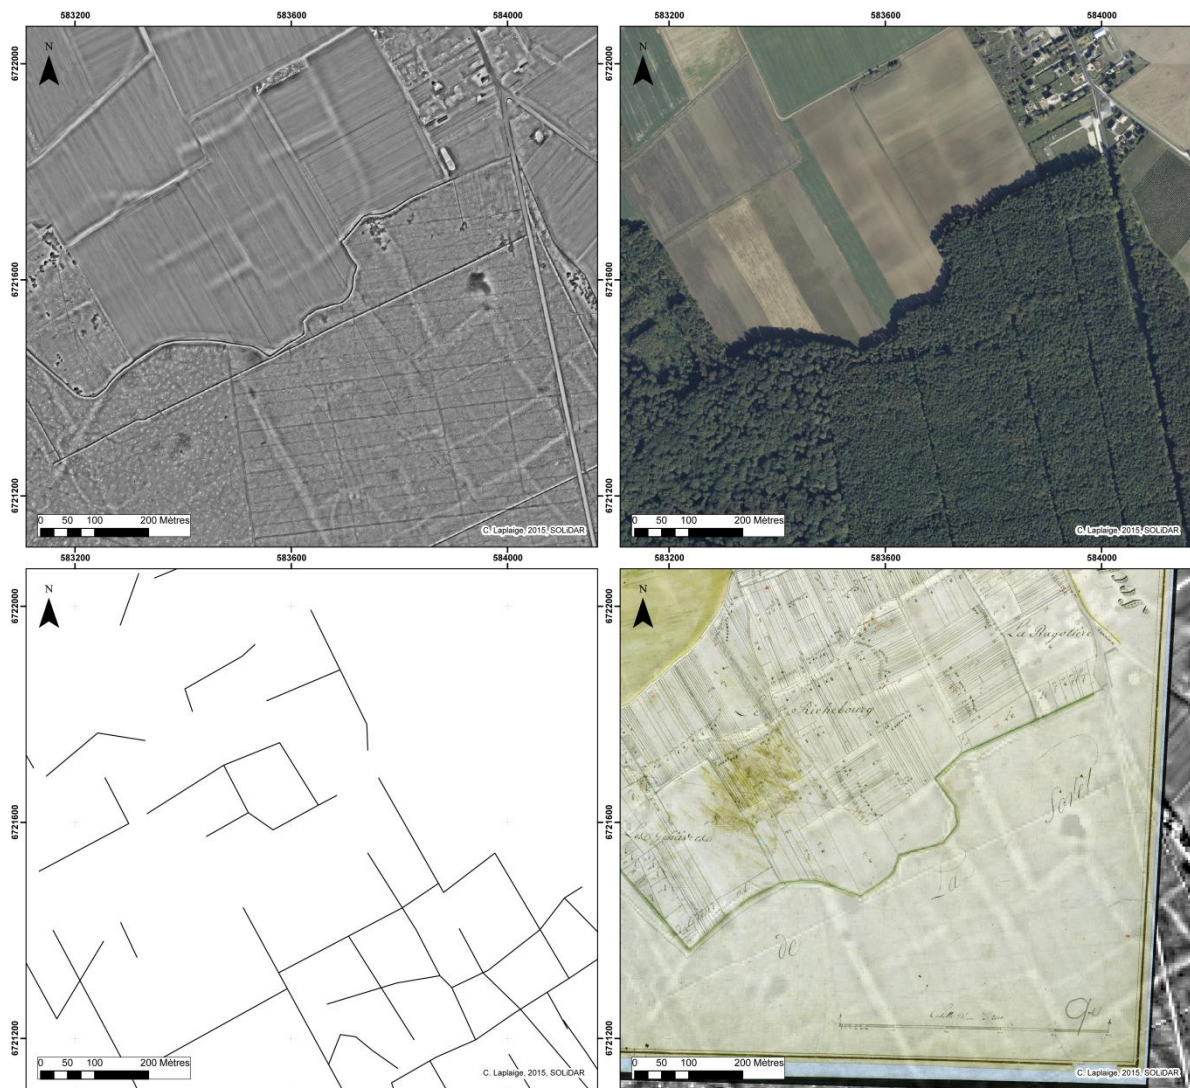 583200 583600 584000
583200 583600 584000
6722000
N
6721600
6721200
0 50 100 200 Mètres
C. Laplaige, 2015, SOLiDAR
6722000
N
6721600
6721200
0 50 100 200 Mètres
C. Laplaige, 2015, SOLiDAR
583200 583600 584000
583200 583600 584000
6722000
N
6721600
6721200
0 50 100 200 Mètres
C. Laplaige, 2015, SOLiDAR
6722000
N
La Ragotière
Richebourg
6721600
forêt
La
de
6721200
0 50 100 200 Mètres
C. Laplaige, 2015, SOLiDAR